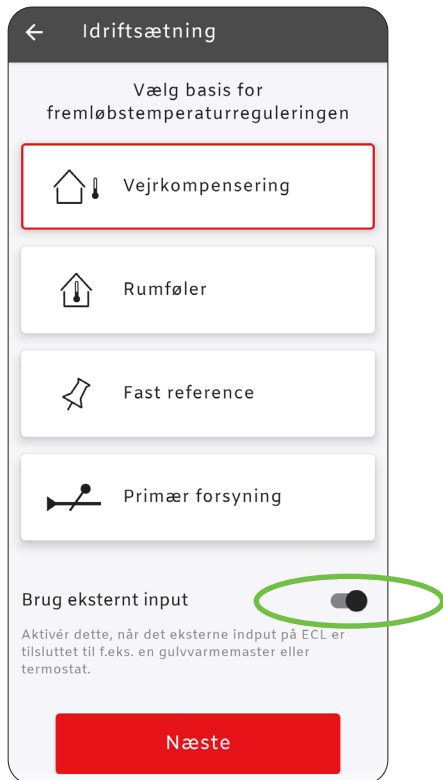 Idriftsætning
Vælg basis for
fremløbstemperaturreguleringen
Vejrkompensering
Rumføler
Fast reference
Primær forsyning
Brug eksternt input
Aktivér dette, når det eksterne indput på ECL er
tilsluttet til f.eks. en gulvvarmemaster eller
termostat.
Næste